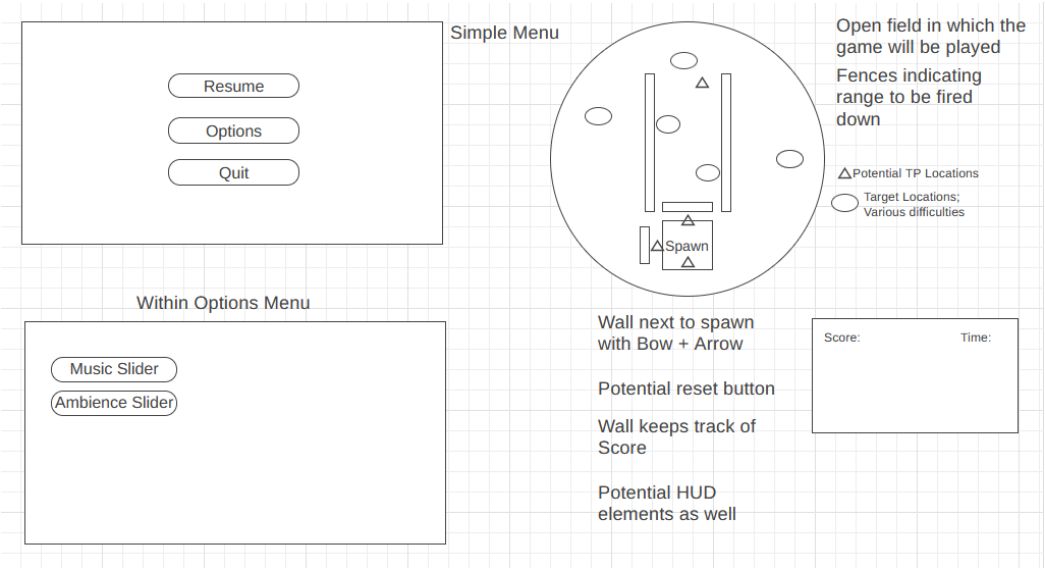 Simple Menu
Resume
Options
Quit
Within Options Menu
Music Slider
Ambience Slider
Open field in which the
game will be played
Fences indicating
range to be fired
down
Potential TP Locations
Target Locations;
Various difficulties
Spawn
Wall next to spawn
with Bow + Arrow
Potential reset button
Wall keeps track of
Score
Potential HUD
elements as well
Score:
Time: